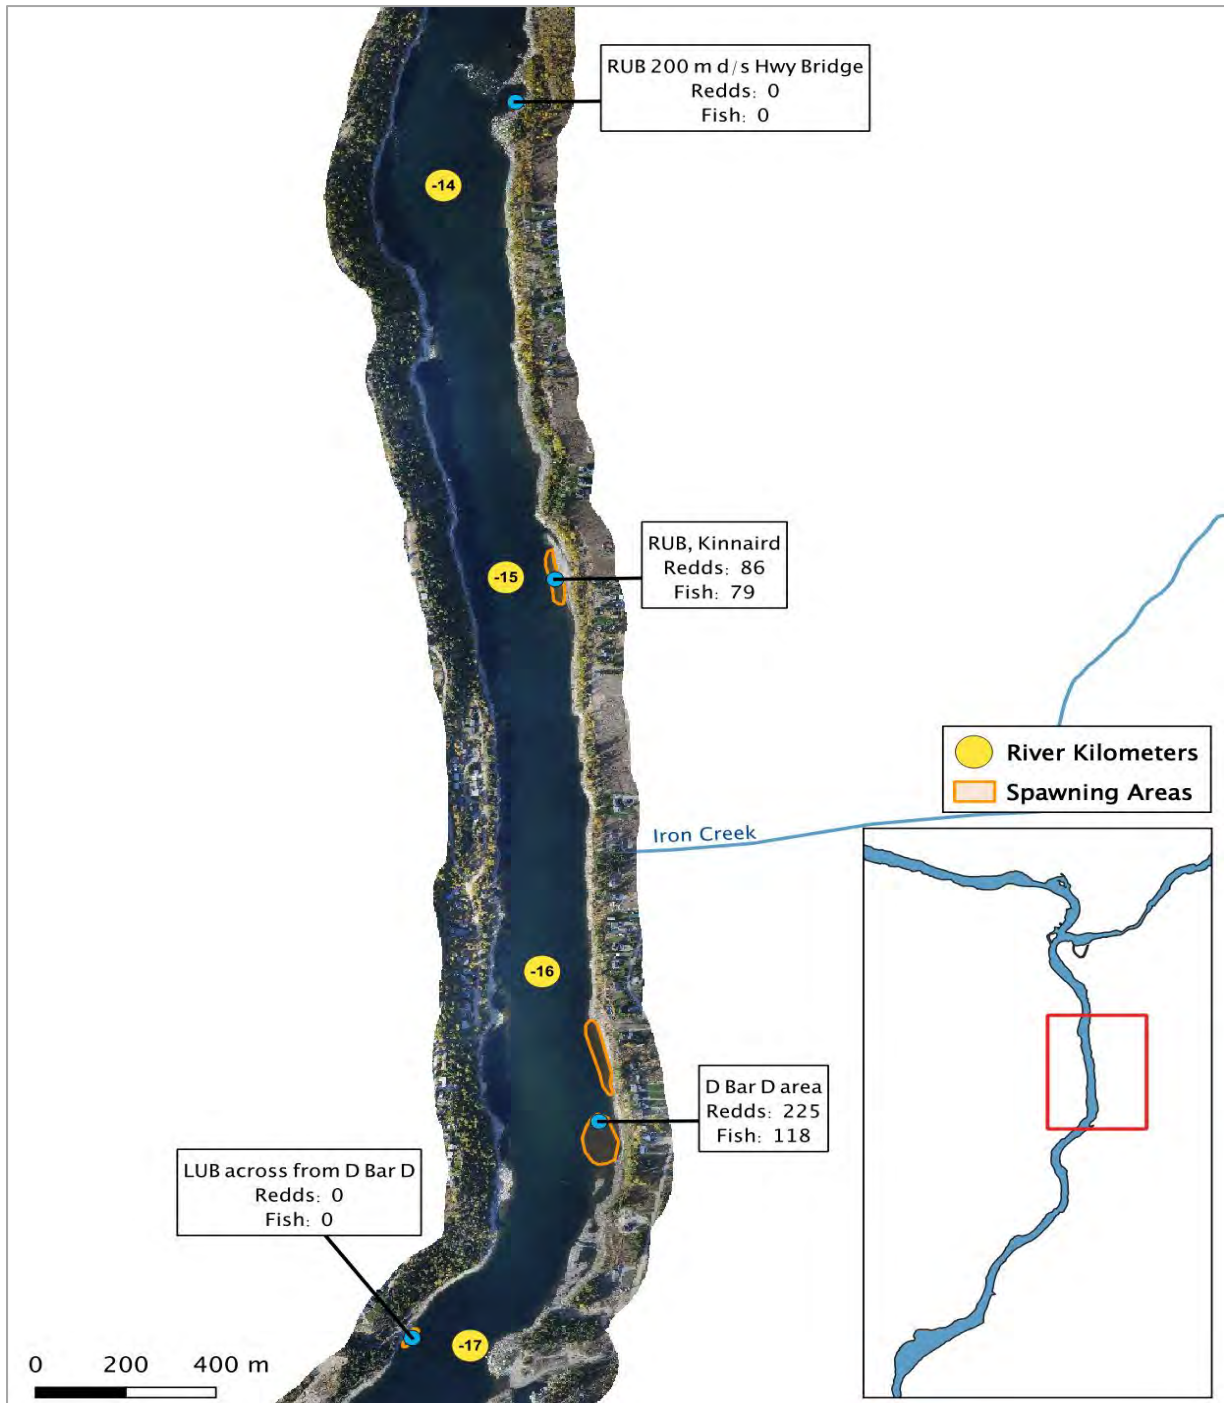 RUB 200 m d/s Hwy Bridge
Redds: 0
Fish: 0
-14
RUB, Kinnaird
Redds: 86
Fish: 79
-15
River Kilometers
Spawning Areas
Iron Creek
-16
D Bar D area
Redds: 225
Fish: 118
LUB across from D Bar D
Redds: 0
Fish: 0
-17
0 200 400 m